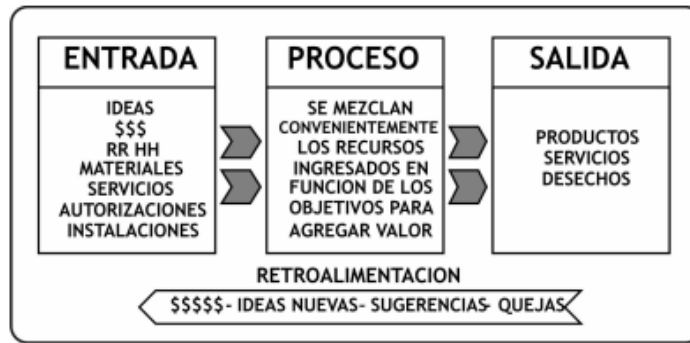 ENTRADA
IDEAS
$$$
RR HH
MATERIALES
SERVICIOS
AUTORIZACIONES
INSTALACIONES
PROCESO
SE MEZCLAN
CONVENIENTEMENTE
LOS RECURSOS
INGRESADOS EN
FUNCION DE LOS
OBJETIVOS PARA
AGREGAR VALOR
SALIDA
PRODUCTOS
SERVICIOS
DESECHOS
RETROALIMENTACION
$$$$$- IDEAS NUEVAS- SUGERENCIAS- QUEJAS